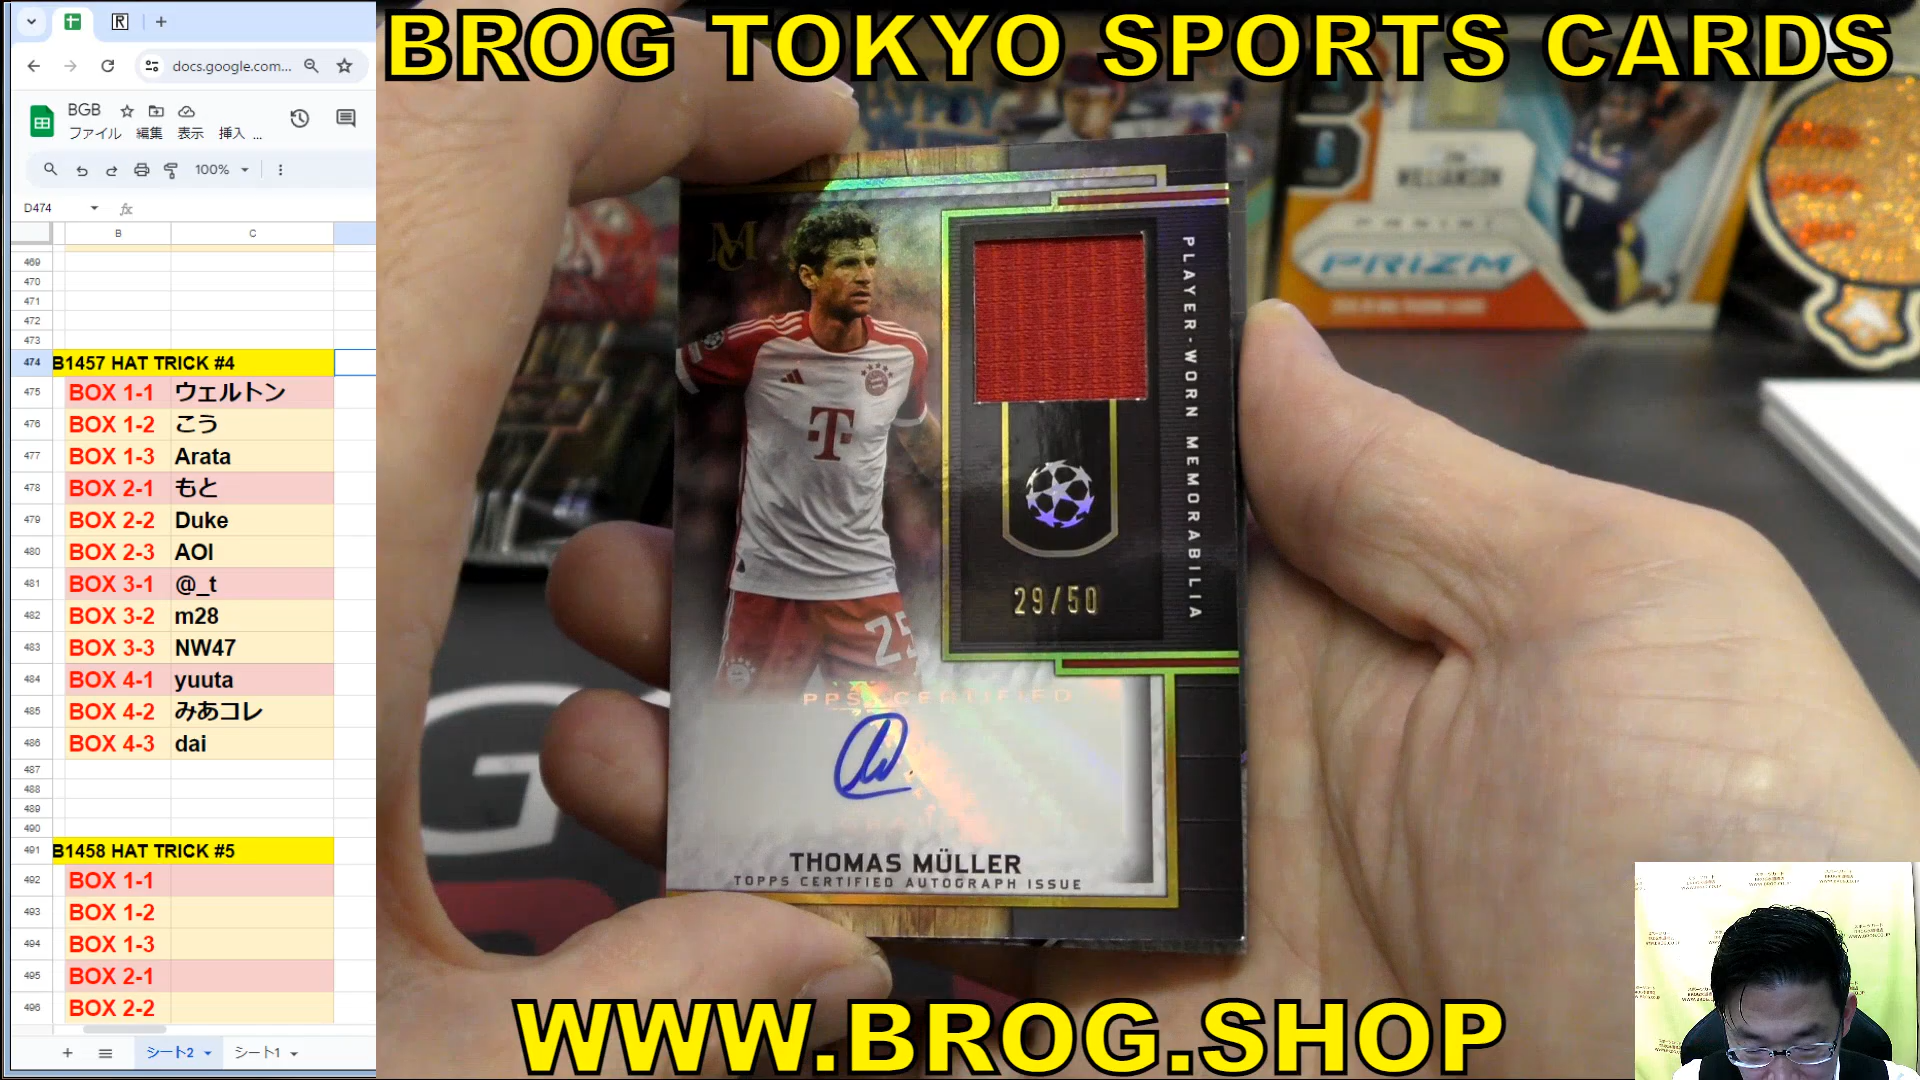 BROG TOKYO SPORTS CARDS
docs.google.com...
BGB
ファイル 編集 表示 挿入 ...
100%
D474
fx
B C
469
470
471
472
473
474 B1457 HAT TRICK #4
475 BOX 1-1 ウェルトン
476 BOX 1-2 こう
477 BOX 1-3 Arata
478 BOX 2-1 もと
479 BOX 2-2 Duke
480 BOX 2-3 AOI
481 BOX 3-1 @_t
482 BOX 3-2 m28
483 BOX 3-3 NW47
484 BOX 4-1 yuuta
485 BOX 4-2 みあコレ
486 BOX 4-3 dai
487
488
489
490
491 B1458 HAT TRICK #5
492 BOX 1-1
493 BOX 1-2
494 BOX 1-3
495 BOX 2-1
496 BOX 2-2
シート2 シート1
MC
T
25
PLAYER-WORN MEMORABILIA
29/50
PPS CERTIFIED
THOMAS MÜLLER
TOPPS CERTIFIED AUTOGRAPH ISSUE
WILLIAMSON
PANINI
PRIZM
WWW.BROG.SHOP